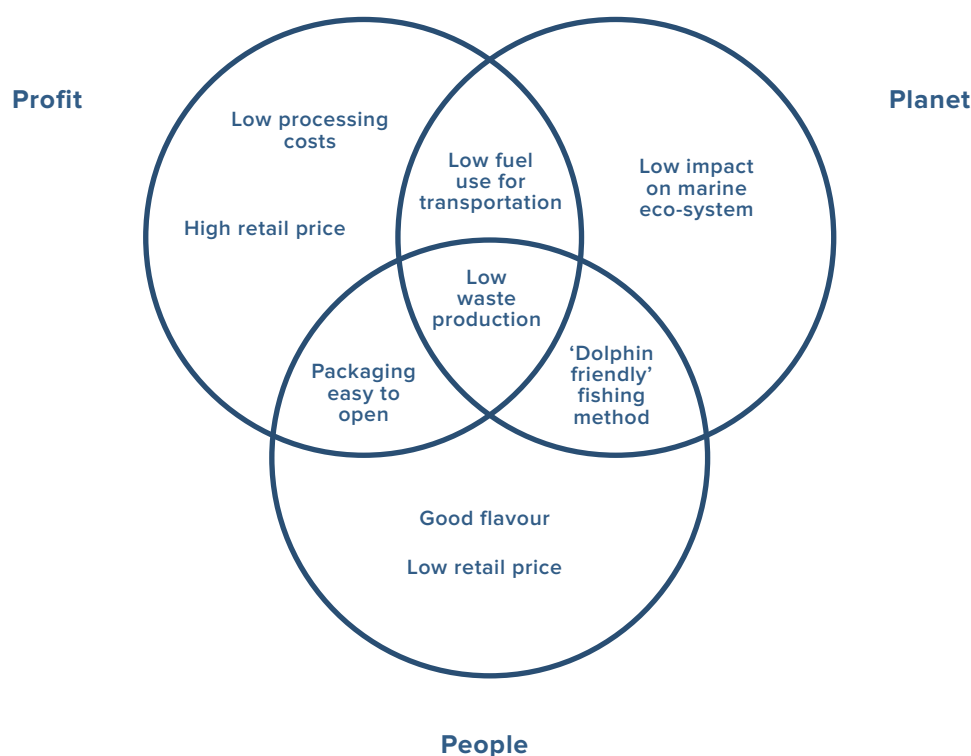 Profit
Planet
Low processing
costs
Low fuel
use for
transportation
Low impact
on marine
eco-system
High retail price
Low
waste
production
Packaging
easy to
open
‘Dolphin
friendly’
fishing
method
Good flavour
Low retail price
People